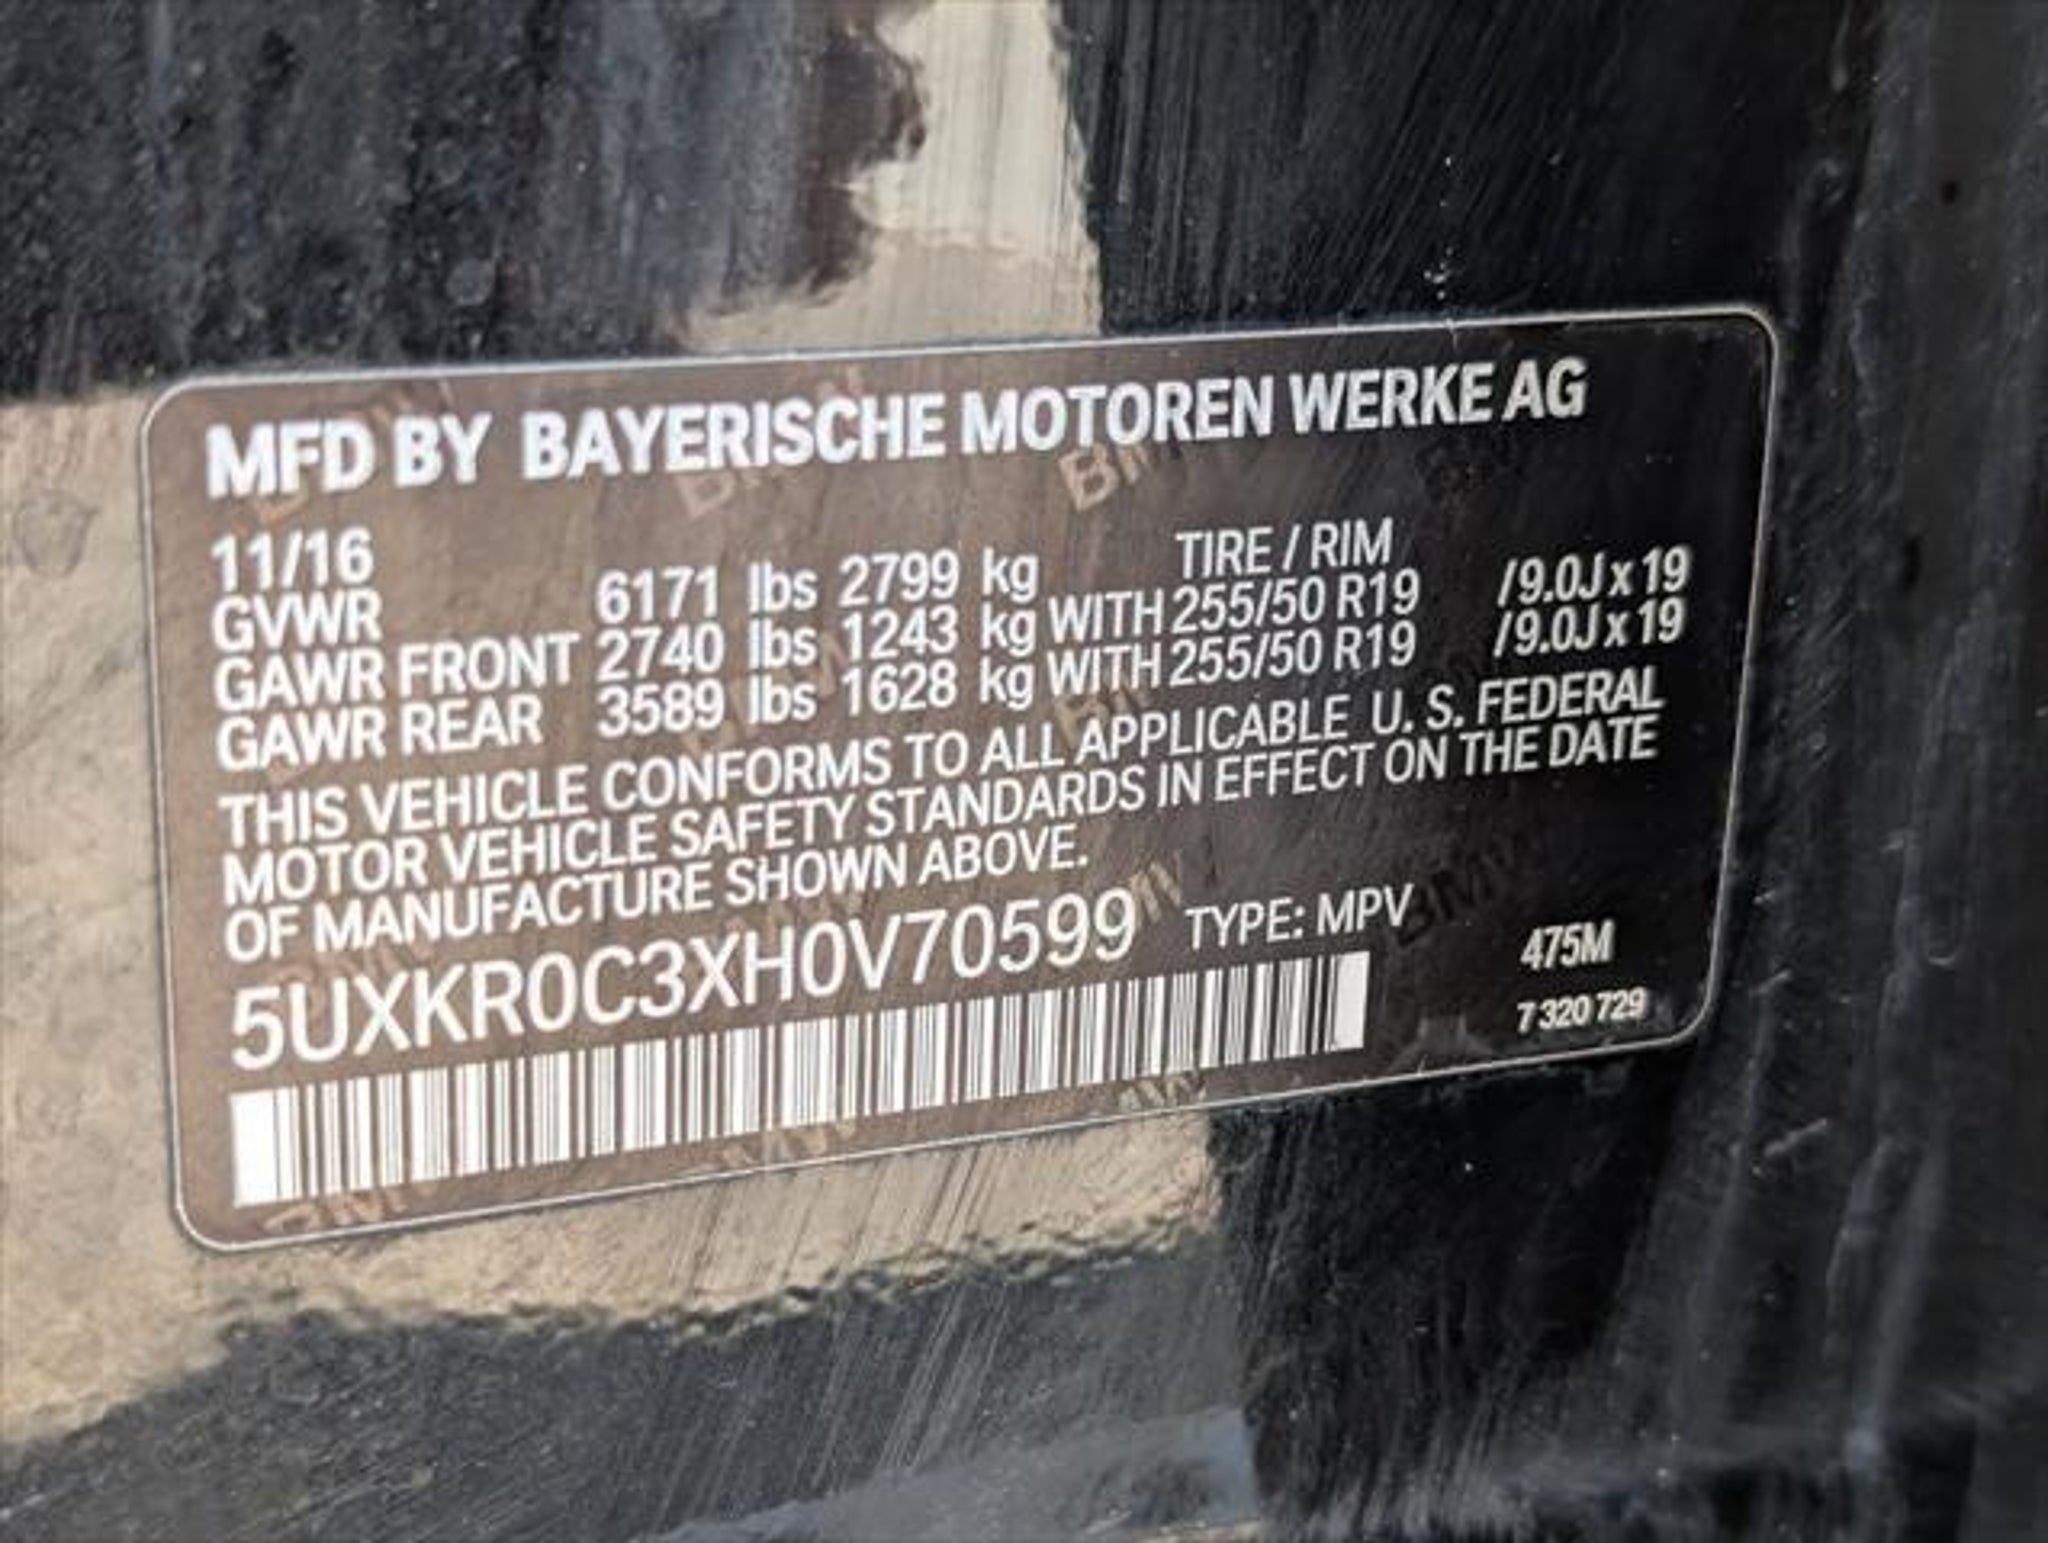 MFD BY BAYERISCHE MOTOREN WERKE AG
11/16 TIRE / RIM
GVWR 6171 lbs 2799 kg
GAWR FRONT 2740 lbs 1243 kg WITH 255/50 R19 /9.0J x 19
GAWR REAR 3589 lbs 1628 kg WITH 255/50 R19 /9.0J x 19
THIS VEHICLE CONFORMS TO ALL APPLICABLE U. S. FEDERAL
MOTOR VEHICLE SAFETY STANDARDS IN EFFECT ON THE DATE
OF MANUFACTURE SHOWN ABOVE.
5UXKR0C3XH0V70599 TYPE: MPV
475M
7 320 729